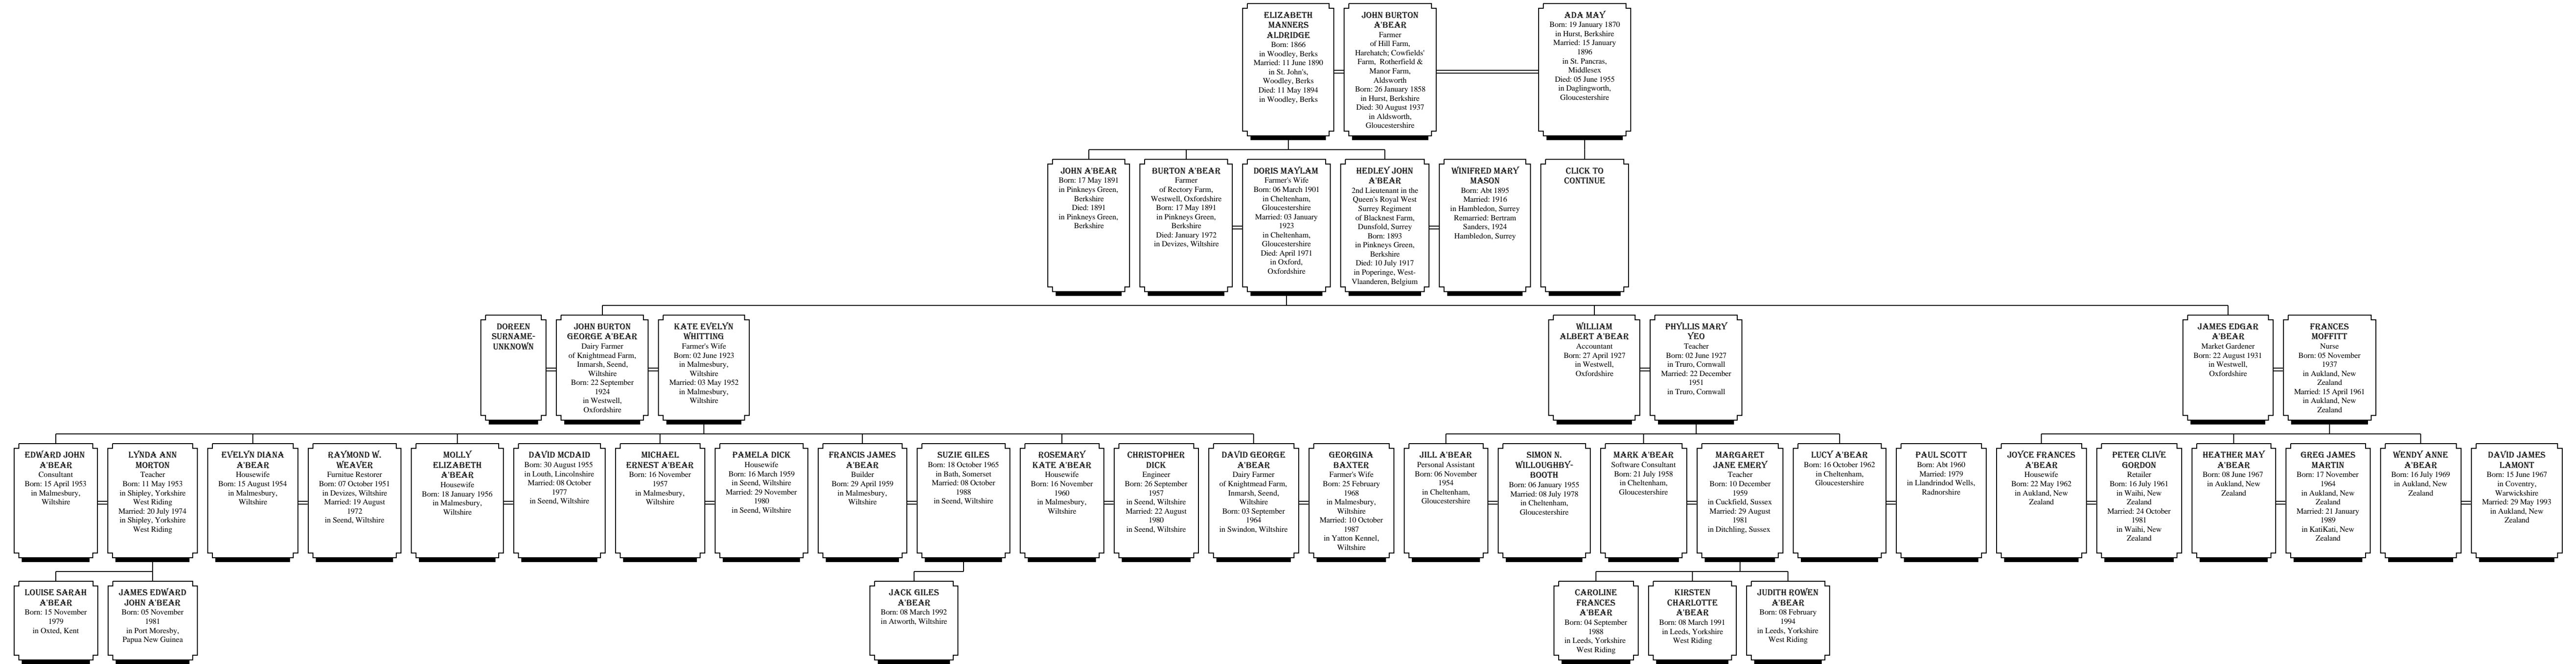 ELIZABETH
MANNERS
ALDRIDGE
Born: 1866
in Woodley, Berks
Married: 11 June 1890
in St. John's,
Woodley, Berks
Died: 11 May 1894
in Woodley, Berks
JOHN BURTON
A'BEAR
Farmer
of Hill Farm,
Harehatch; Cowfields'
Farm, Rotherfield &
Manor Farm,
Aldsworth
Born: 26 January 1858
in Hurst, Berkshire
Died: 30 August 1937
in Aldsworth,
Gloucestershire
ADA MAY
Born: 19 January 1870
in Hurst, Berkshire
Married: 15 January
1896
in St. Pancras,
Middlesex
Died: 05 June 1955
in Daglingworth,
Gloucestershire
JOHN A'BEAR
Born: 17 May 1891
in Pinkneys Green,
Berkshire
Died: 1891
in Pinkneys Green,
Berkshire
BURTON A'BEAR
Farmer
of Rectory Farm,
Westwell, Oxfordshire
Born: 17 May 1891
in Pinkneys Green,
Berkshire
Died: January 1972
in Devizes, Wiltshire
DORIS MAYLAM
Farmer's Wife
Born: 06 March 1901
in Cheltenham,
Gloucestershire
Married: 03 January
1923
in Cheltenham,
Gloucestershire
Died: April 1971
in Oxford,
Oxfordshire
HEDLEY JOHN
A'BEAR
2nd Lieutenant in the
Queen's Royal West
Surrey Regiment
of Blacknest Farm,
Dunsfold, Surrey
Born: 1893
in Pinkneys Green,
Berkshire
Died: 10 July 1917
in Poperinge, West-
Vlaanderen, Belgium
WINIFRED MARY
MASON
Born: Abt 1895
Married: 1916
in Hambledon, Surrey
Remarried: Bertram
Sanders, 1924
Hambledon, Surrey
CLICK TO
CONTINUE
DOREEN
SURNAME-
UNKNOWN
JOHN BURTON
GEORGE A'BEAR
Dairy Farmer
of Knightmead Farm,
Inmarsh, Seend,
Wiltshire
Born: 22 September
1924
in Westwell,
Oxfordshire
KATE EVELYN
WHITTING
Farmer's Wife
Born: 02 June 1923
in Malmesbury,
Wiltshire
Married: 03 May 1952
in Malmesbury,
Wiltshire
WILLIAM
ALBERT A'BEAR
Accountant
Born: 27 April 1927
in Westwell,
Oxfordshire
PHYLLIS MARY
YEO
Teacher
Born: 02 June 1927
in Truro, Cornwall
Married: 22 December
1951
in Truro, Cornwall
JAMES EDGAR
A'BEAR
Market Gardener
Born: 22 August 1931
in Westwell,
Oxfordshire
FRANCES
MOFFITT
Nurse
Born: 05 November
1937
in Aukland, New
Zealand
Married: 15 April 1961
in Aukland, New
Zealand
EDWARD JOHN
A'BEAR
Consultant
Born: 15 April 1953
in Malmesbury,
Wiltshire
LYNDA ANN
MORTON
Teacher
Born: 11 May 1953
in Shipley, Yorkshire
West Riding
Married: 20 July 1974
in Shipley, Yorkshire
West Riding
EVELYN DIANA
A'BEAR
Housewife
Born: 15 August 1954
in Malmesbury,
Wiltshire
RAYMOND W.
WEAVER
Furnitue Restorer
Born: 07 October 1951
in Devizes, Wiltshire
Married: 19 August
1972
in Seend, Wiltshire
MOLLY
ELIZABETH
A'BEAR
Housewife
Born: 18 January 1956
in Malmesbury,
Wiltshire
DAVID MCDAID
Born: 30 August 1955
in Louth, Lincolnshire
Married: 08 October
1977
in Seend, Wiltshire
MICHAEL
ERNEST A'BEAR
Born: 16 November
1957
in Malmesbury,
Wiltshire
PAMELA DICK
Housewife
Born: 16 March 1959
in Seend, Wiltshire
Married: 29 November
1980
in Seend, Wiltshire
FRANCIS JAMES
A'BEAR
Builder
Born: 29 April 1959
in Malmesbury,
Wiltshire
SUZIE GILES
Born: 18 October 1965
in Bath, Somerset
Married: 08 October
1988
in Seend, Wiltshire
ROSEMARY
KATE A'BEAR
Housewife
Born: 16 November
1960
in Malmesbury,
Wiltshire
CHRISTOPHER
DICK
Engineer
Born: 26 September
1957
in Seend, Wiltshire
Married: 22 August
1980
in Seend, Wiltshire
DAVID GEORGE
A'BEAR
Dairy Farmer
of Knightmead Farm,
Inmarsh, Seend,
Wiltshire
Born: 03 September
1964
in Swindon, Wiltshire
GEORGINA
BAXTER
Farmer's Wife
Born: 25 February
1968
in Malmesbury,
Wiltshire
Married: 10 October
1987
in Yatton Kennel,
Wiltshire
JILL A'BEAR
Personal Assistant
Born: 06 November
1954
in Cheltenham,
Gloucestershire
SIMON N.
WILLOUGHBY-
BOOTH
Born: 06 January 1955
Married: 08 July 1978
in Cheltenham,
Gloucestershire
MARK A'BEAR
Software Consultant
Born: 21 July 1958
in Cheltenham,
Gloucestershire
MARGARET
JANE EMERY
Teacher
Born: 10 December
1959
in Cuckfield, Sussex
Married: 29 August
1981
in Ditchling, Sussex
LUCY A'BEAR
Born: 16 October 1962
in Cheltenham,
Gloucestershire
PAUL SCOTT
Born: Abt 1960
Married: 1979
in Llandrindod Wells,
Radnorshire
JOYCE FRANCES
A'BEAR
Housewife
Born: 22 May 1962
in Aukland, New
Zealand
PETER CLIVE
GORDON
Retailer
Born: 16 July 1961
in Waihi, New
Zealand
Married: 24 October
1981
in Waihi, New
Zealand
HEATHER MAY
A'BEAR
Born: 08 June 1967
in Aukland, New
Zealand
GREG JAMES
MARTIN
Born: 17 November
1964
in Aukland, New
Zealand
Married: 21 January
1989
in KatiKati, New
Zealand
WENDY ANNE
A'BEAR
Born: 16 July 1969
in Aukland, New
Zealand
DAVID JAMES
LAMONT
Born: 15 June 1967
in Coventry,
Warwickshire
Married: 29 May 1993
in Aukland, New
Zealand
LOUISE SARAH
A'BEAR
Born: 15 November
1979
in Oxted, Kent
JAMES EDWARD
JOHN A'BEAR
Born: 05 November
1981
in Port Moresby,
Papua New Guinea
JACK GILES
A'BEAR
Born: 08 March 1992
in Atworth, Wiltshire
CAROLINE
FRANCES
A'BEAR
Born: 04 September
1988
in Leeds, Yorkshire
West Riding
KIRSTEN
CHARLOTTE
A'BEAR
Born: 08 March 1991
in Leeds, Yorkshire
West Riding
JUDITH ROWEN
A'BEAR
Born: 08 February
1994
in Leeds, Yorkshire
West Riding